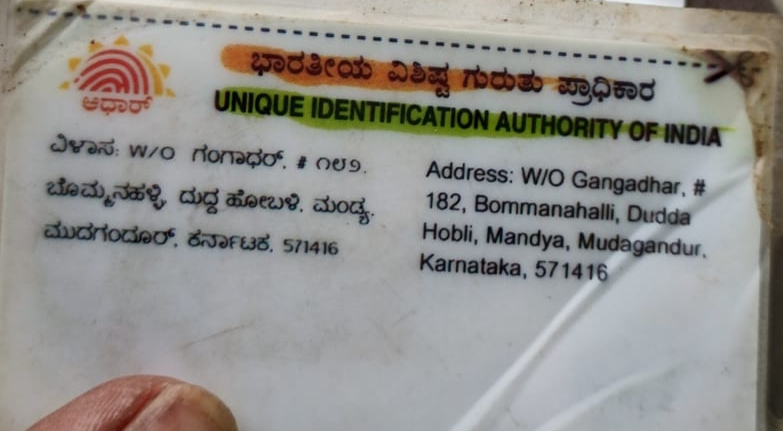 ಆಧಾರ್
ಭಾರತೀಯ ವಿಶಿಷ್ಟ ಗುರುತು ಪ್ರಾಧಿಕಾರ
UNIQUE IDENTIFICATION AUTHORITY OF INDIA
ವಿಳಾಸ: W/O ಗಂಗಾಧರ್, # ೧೮೨,
ಬೊಮ್ಮನಹಳ್ಳಿ, ದುದ್ದ ಹೋಬಳಿ, ಮಂಡ್ಯ,
ಮುದಗಂದೂರ್, ಕರ್ನಾಟಕ, 571416
Address: W/O Gangadhar, #
182, Bommanahalli, Dudda
Hobli, Mandya, Mudagandur,
Karnataka, 571416